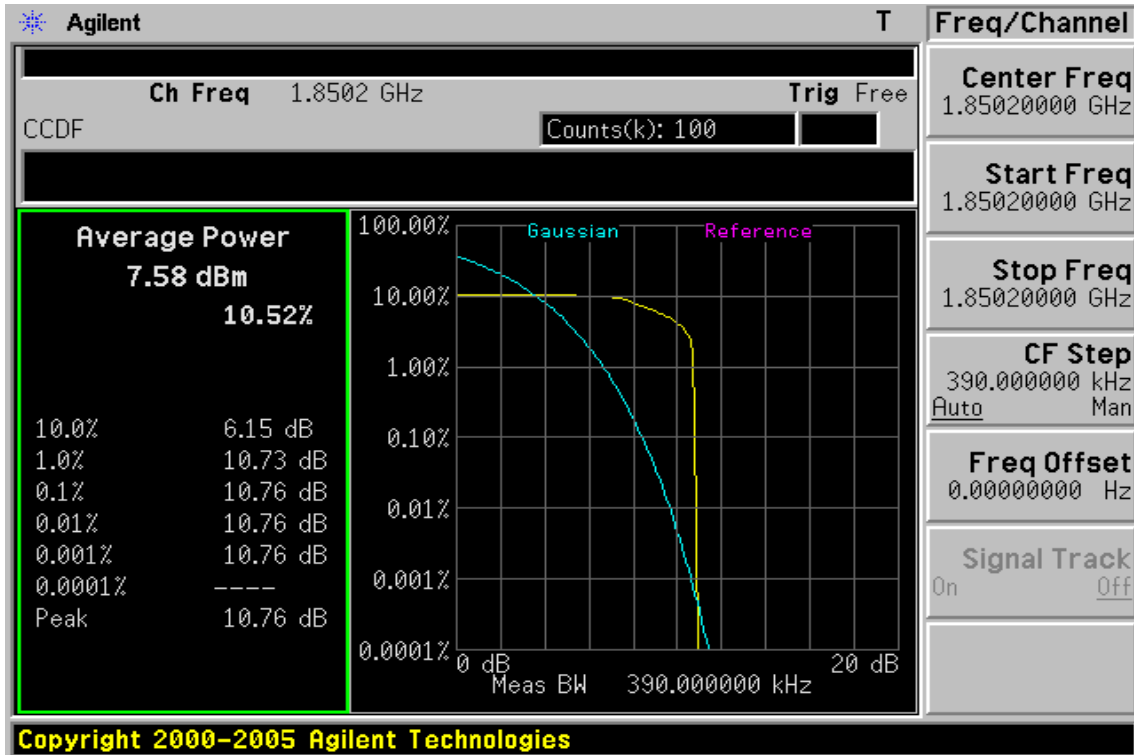 Agilent
T
Ch Freq 1.8502 GHz
Trig Free
CCDF
Counts(k): 100
Average Power
7.58 dBm
10.52%
10.0% 6.15 dB
1.0% 10.73 dB
0.1% 10.76 dB
0.01% 10.76 dB
0.001% 10.76 dB
0.0001% ----
Peak 10.76 dB
Gaussian
Reference
100.00%
10.00%
1.00%
0.10%
0.01%
0.001%
0.0001%
0 dB
20 dB
Meas BW 390.000000 kHz
Freq/Channel
Center Freq
1.85020000 GHz
Start Freq
1.85020000 GHz
Stop Freq
1.85020000 GHz
CF Step
390.000000 kHz
Auto Man
Freq Offset
0.00000000 Hz
Signal Track
On Off
Copyright 2000-2005 Agilent Technologies